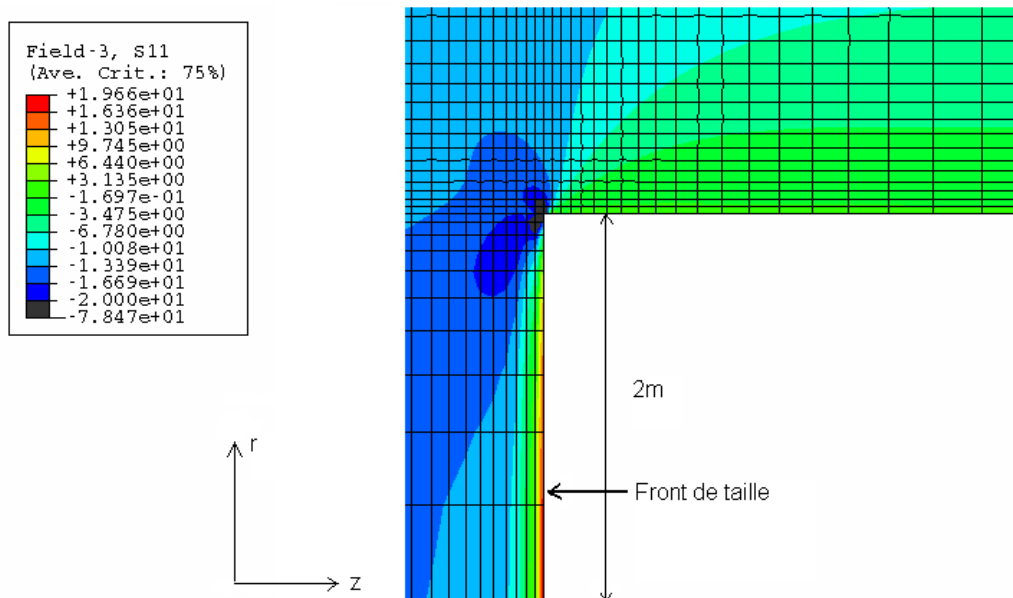 Field-3, S11
(Ave. Crit.: 75%)
+1.966e+01
+1.636e+01
+1.305e+01
+9.745e+00
+6.440e+00
+3.135e+00
-1.697e-01
-3.475e+00
-6.780e+00
-1.008e+01
-1.339e+01
-1.669e+01
-2.000e+01
-7.847e+01
2m
r
Front de taille
z